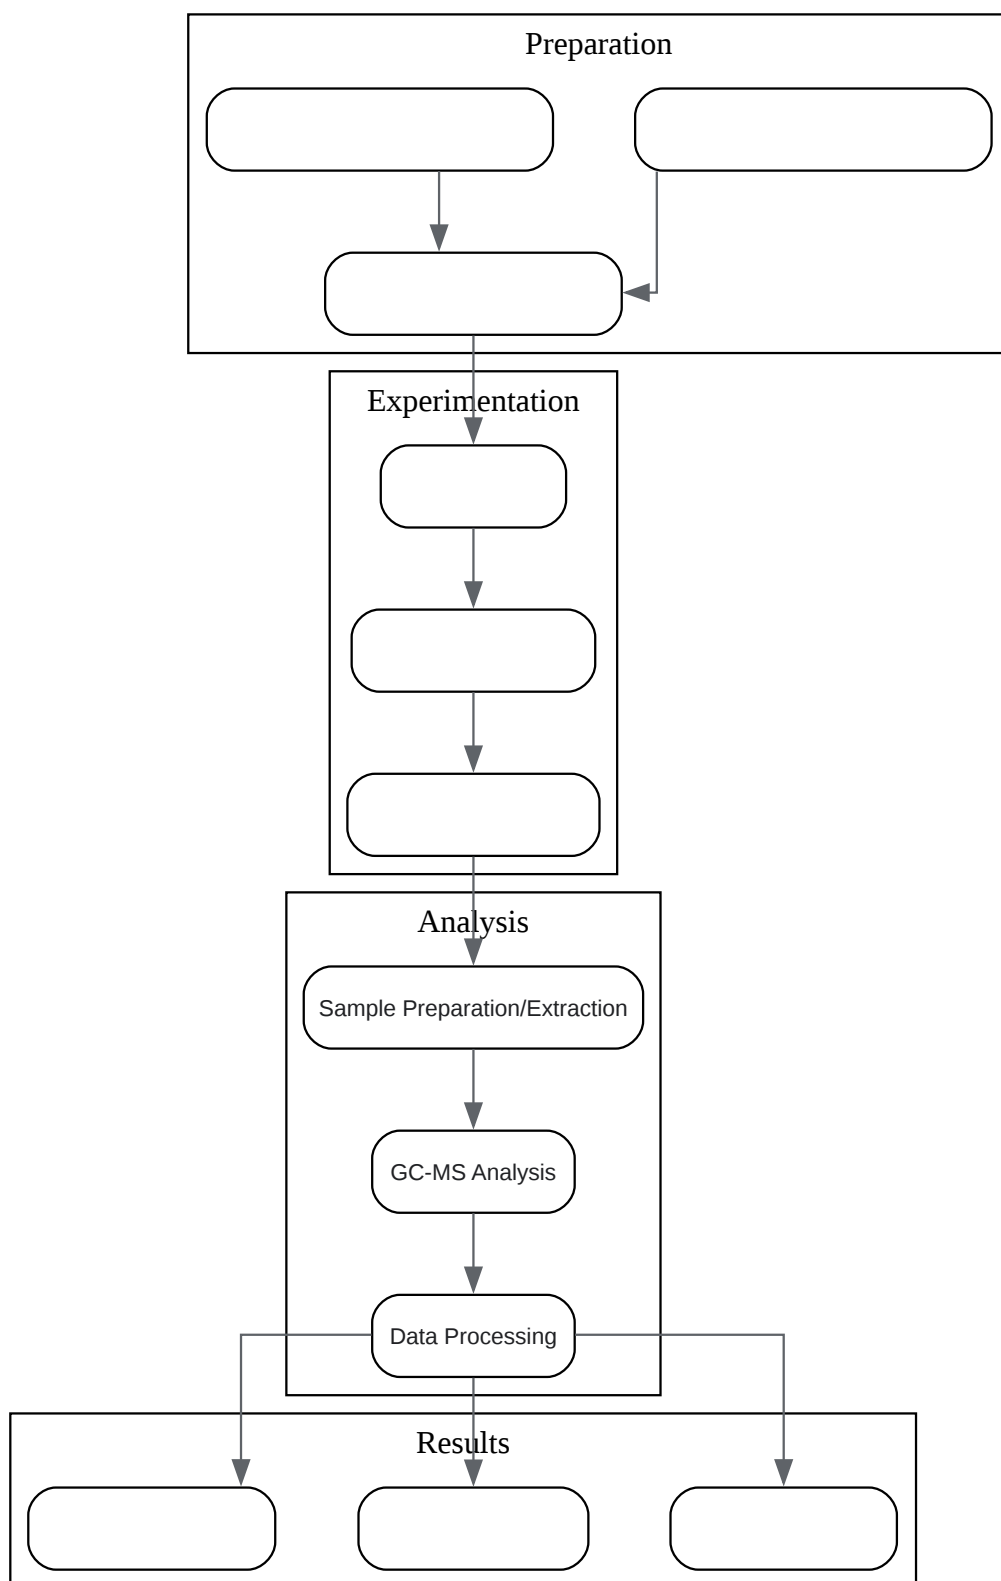 Preparation
Experimentation
Analysis
Sample Preparation/Extraction
GC-MS Analysis
Data Processing
Results